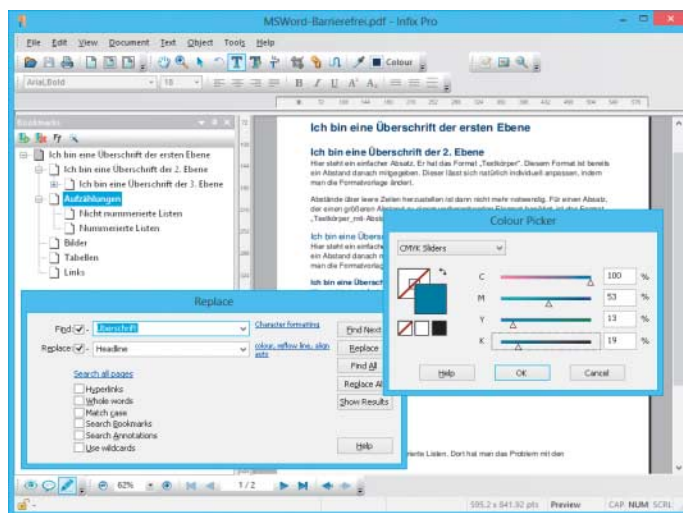 MSWord-Barrierefrei.pdf - Infix Pro
File Edit View Document Text Object Tools Help
Colour
Arial,Bold 18
Bookmarks
Ich bin eine Überschrift der ersten Ebene
Ich bin eine Überschrift der 2. Ebene
Ich bin eine Überschrift der 3. Ebene
Aufzählungen
Nicht nummerierte Listen
Nummerierte Listen
Bilder
Tabellen
Links
Ich bin eine Überschrift der ersten Ebene
Ich bin eine Überschrift der 2. Ebene
Hier steht ein einfacher Absatz. Er hat das Format „Textkörper“. Diesem Format ist bereits
ein Abstand danach mitgegeben. Dieser lässt sich natürlich individuell anpassen, indem
man die Formatvorlage ändert.
Abstände über leere Zeilen herzustellen ist dann nicht mehr notwendig. Für einen Absatz,
Ich bin eine
Hier steht ein einfache
ein Abstand danach
man die Formatvorlage
Ich bin eine
rierte Listen. Dort hat man das Problem mit den
Colour Picker
CMYK Sliders
C 100 %
M 53 %
Y 13 %
K 19 %
Help OK Cancel
Replace
Find - Überschrift Character formatting Find Next
Replace - Headline colour, reflow line, align Replace
Find All
Search all pages Replace All
Hyperlinks Show Results
Whole words
Match case
Search Bookmarks
Search Annotations
Use wildcards Help
62% 1/2
595.2 x 841.92 pts Preview CAP NUM SCRL